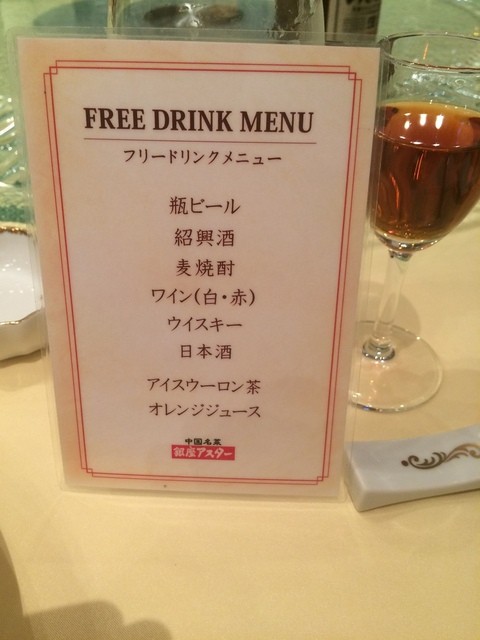 FREE DRINK MENU
フリードリンクメニュー
瓶ビール
紹興酒
麦焼酎
ワイン(白・赤)
ウイスキー
日本酒
アイスウーロン茶
オレンジジュース
中国名菜
銀座アスター